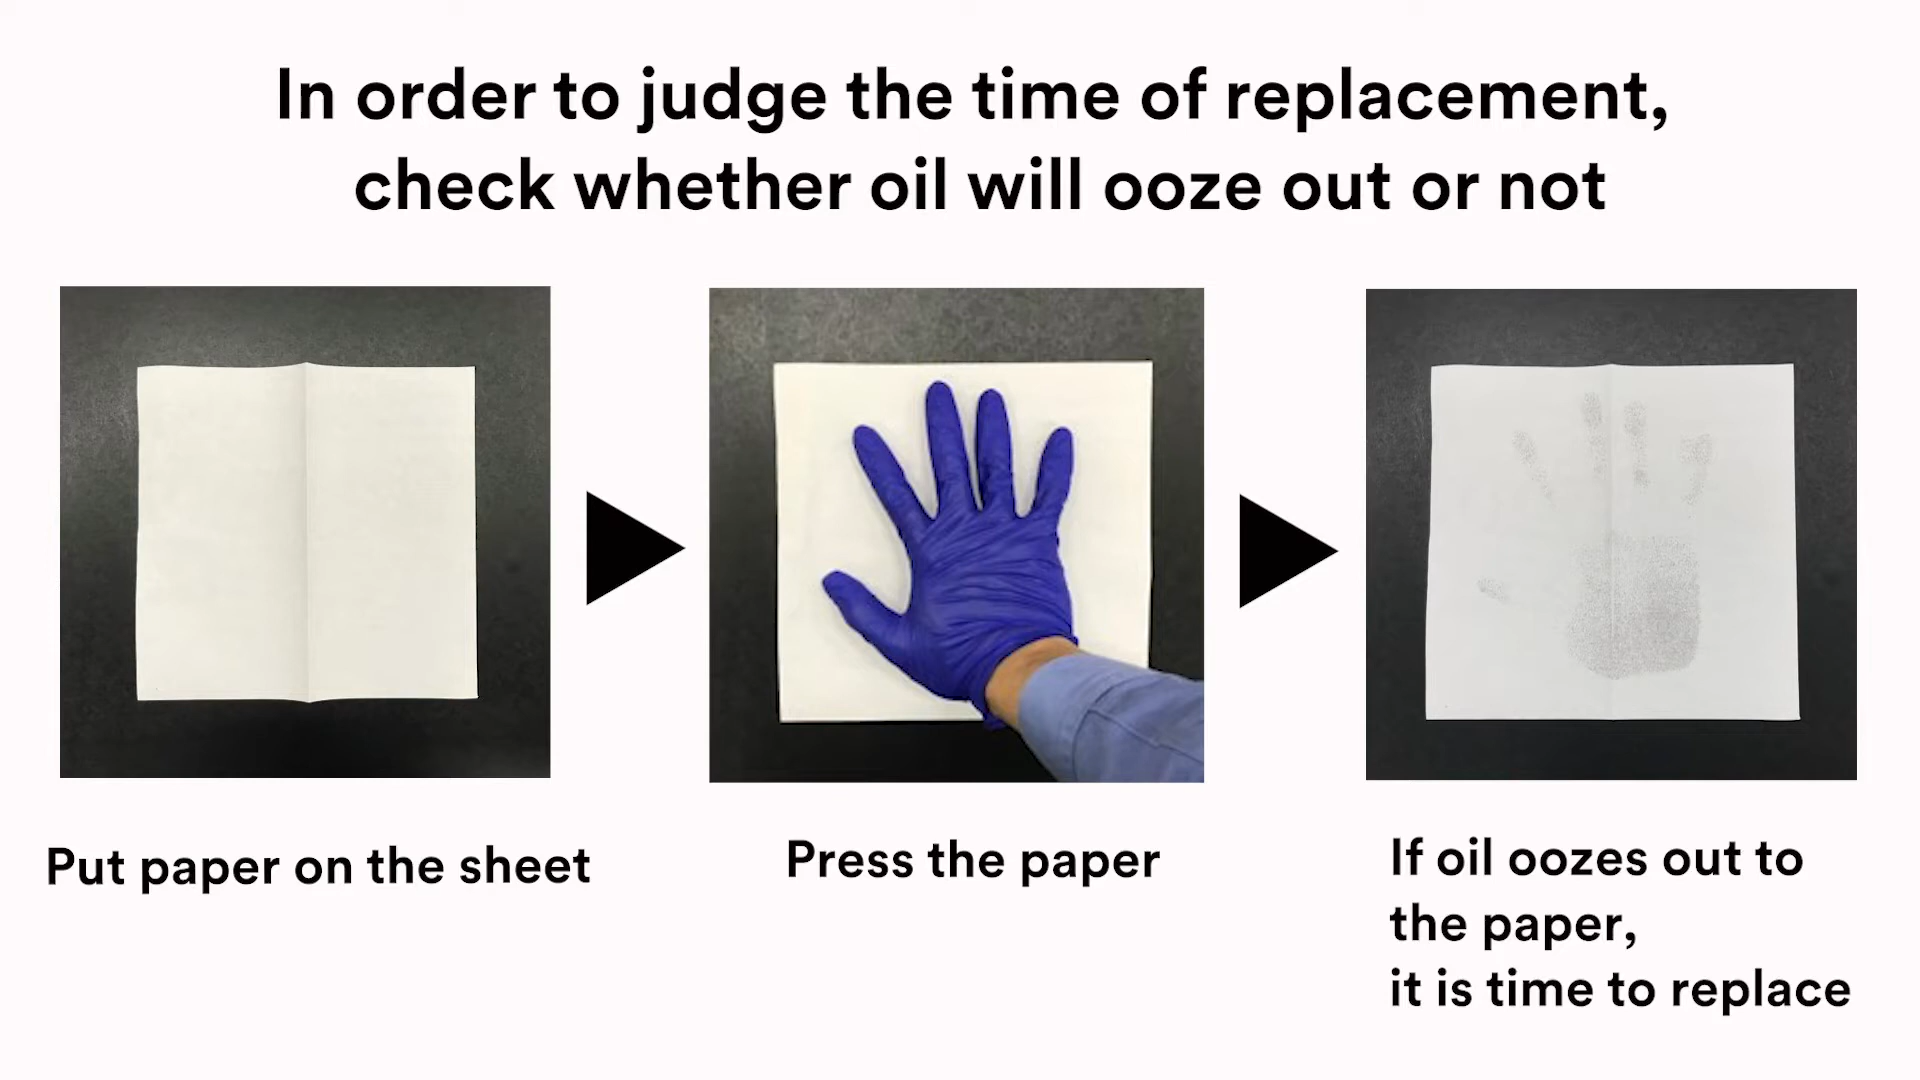 In order to judge the time of replacement,
check whether oil will ooze out or not
Put paper on the sheet
Press the paper
If oil oozes out to
the paper,
it is time to replace